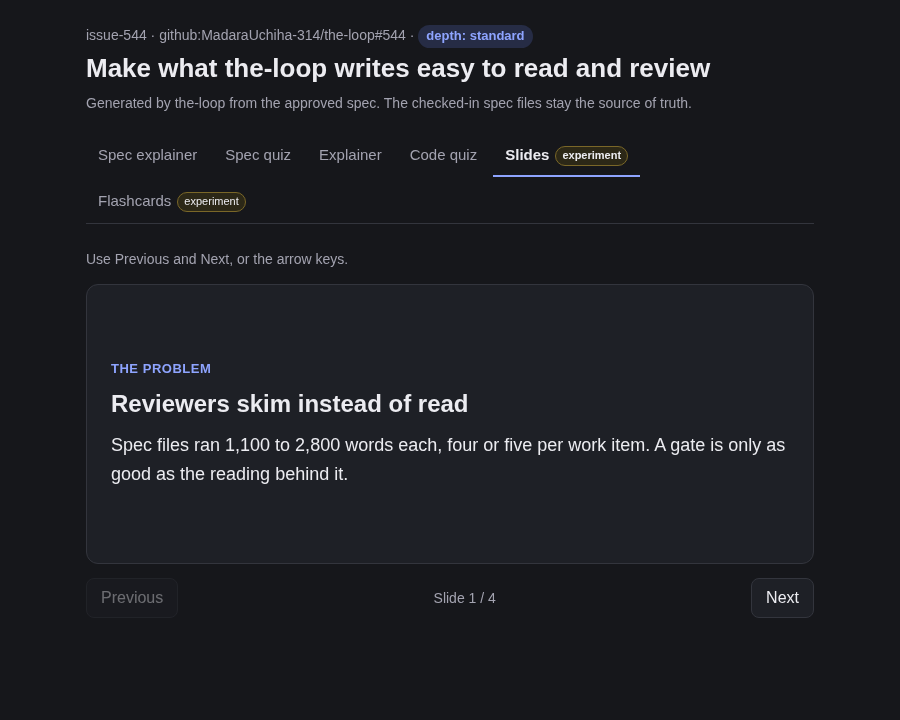 issue-544 · github:MadaraUchiha-314/the-loop#544 · depth: standard
Make what the-loop writes easy to read and review
Generated by the-loop from the approved spec. The checked-in spec files stay the source of truth.
Spec explainer Spec quiz Explainer Code quiz Slides experiment
Flashcards experiment
Use Previous and Next, or the arrow keys.
THE PROBLEM
Reviewers skim instead of read
Spec files ran 1,100 to 2,800 words each, four or five per work item. A gate is only as
good as the reading behind it.
Previous Slide 1 / 4 Next